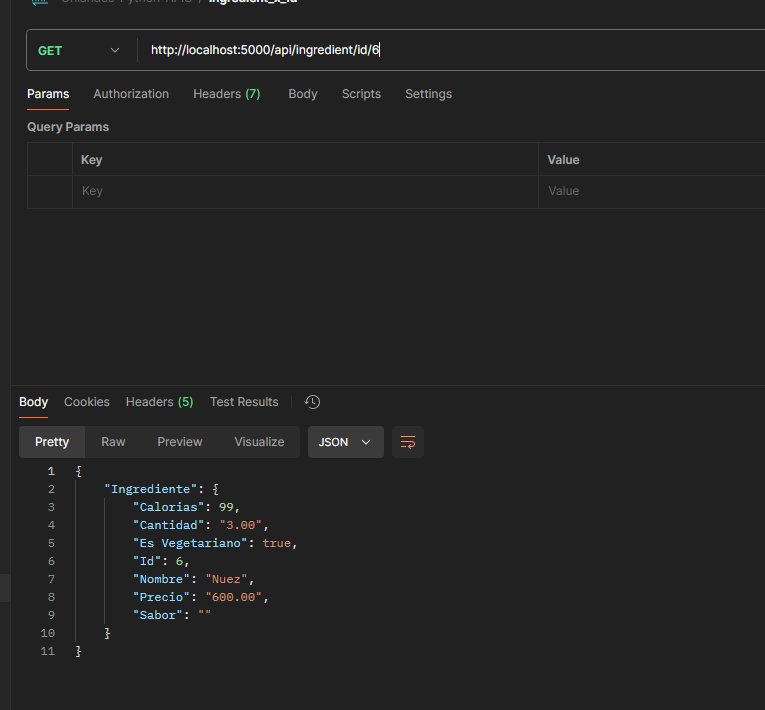 ingredient_x_id
GET http://localhost:5000/api/ingredient/id/6
Params Authorization Headers (7) Body Scripts Settings
Query Params
Key Value
Key Value
Body Cookies Headers (5) Test Results
Pretty Raw Preview Visualize JSON
1 {
2 "Ingrediente": {
3 "Calorias": 99,
4 "Cantidad": "3.00",
5 "Es Vegetariano": true,
6 "Id": 6,
7 "Nombre": "Nuez",
8 "Precio": "600.00",
9 "Sabor": ""
10 }
11 }